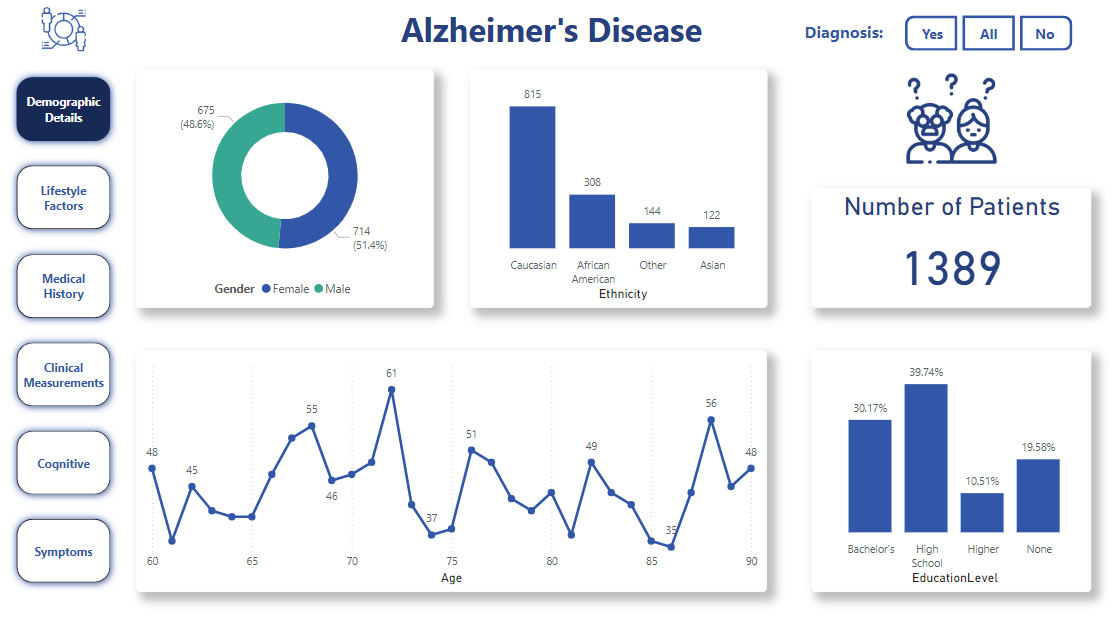 Alzheimer's Disease
Diagnosis:
Yes
All
No
Demographic
Details
Lifestyle
Factors
Medical
History
Clinical
Measurements
Cognitive
Symptoms
675
(48.6%)
714
(51.4%)
Gender Female Male
815
308
144
122
Caucasian
African
American
Other
Asian
Ethnicity
? ? ?
Number of Patients
1389
48
45
55
46
61
37
51
49
35
56
48
60 65 70 75 80 85 90
Age
30.17%
39.74%
10.51%
19.58%
Bachelor's
High
School
Higher
None
EducationLevel